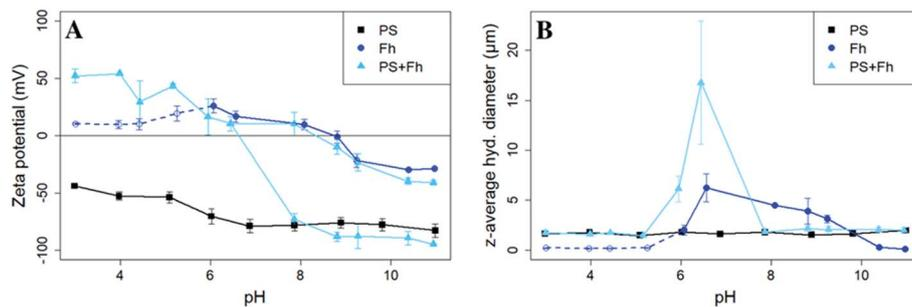 A
PS
Fh
PS+Fh
Zeta potential (mV)
100
50
0
-50
-100
4 6 8 10
pH
B
PS
Fh
PS+Fh
z-average hyd. diameter (µm)
20
15
10
5
0
4 6 8 10
pH